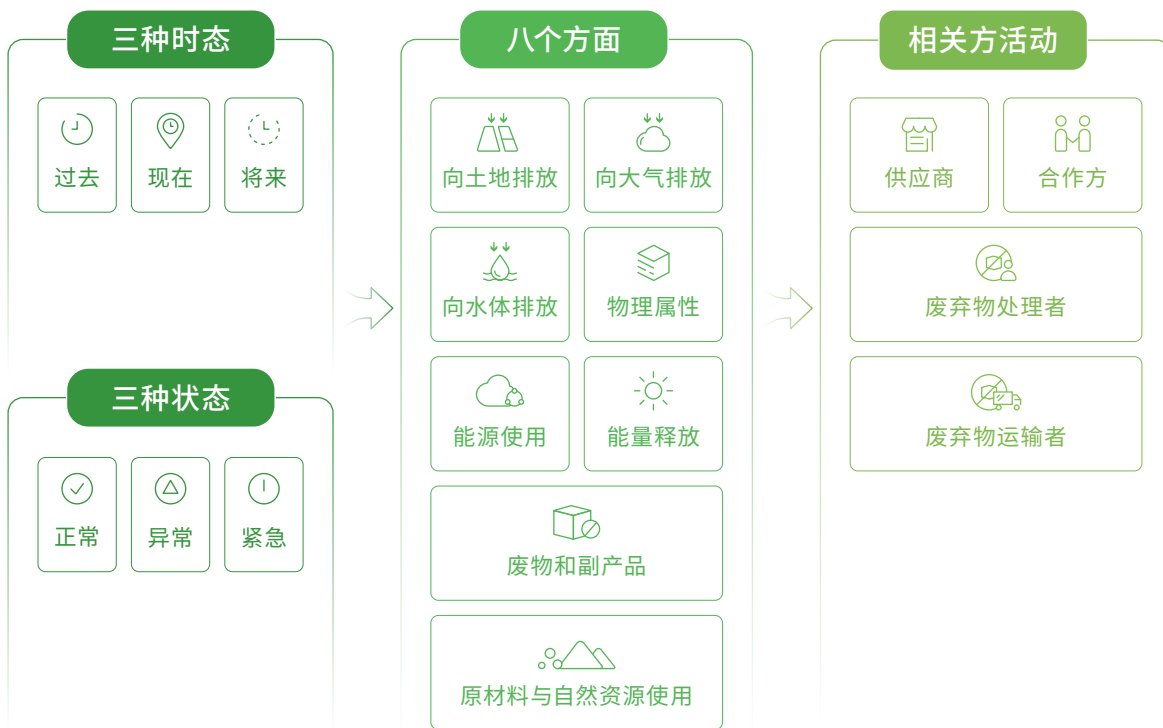 三种时态
过去
现在
将来
三种状态
正常
异常
紧急
八个方面
向土地排放
向大气排放
向水体排放
物理属性
能源使用
能量释放
废物和副产品
原材料与自然资源使用
相关方活动
供应商
合作方
废弃物处理者
废弃物运输者